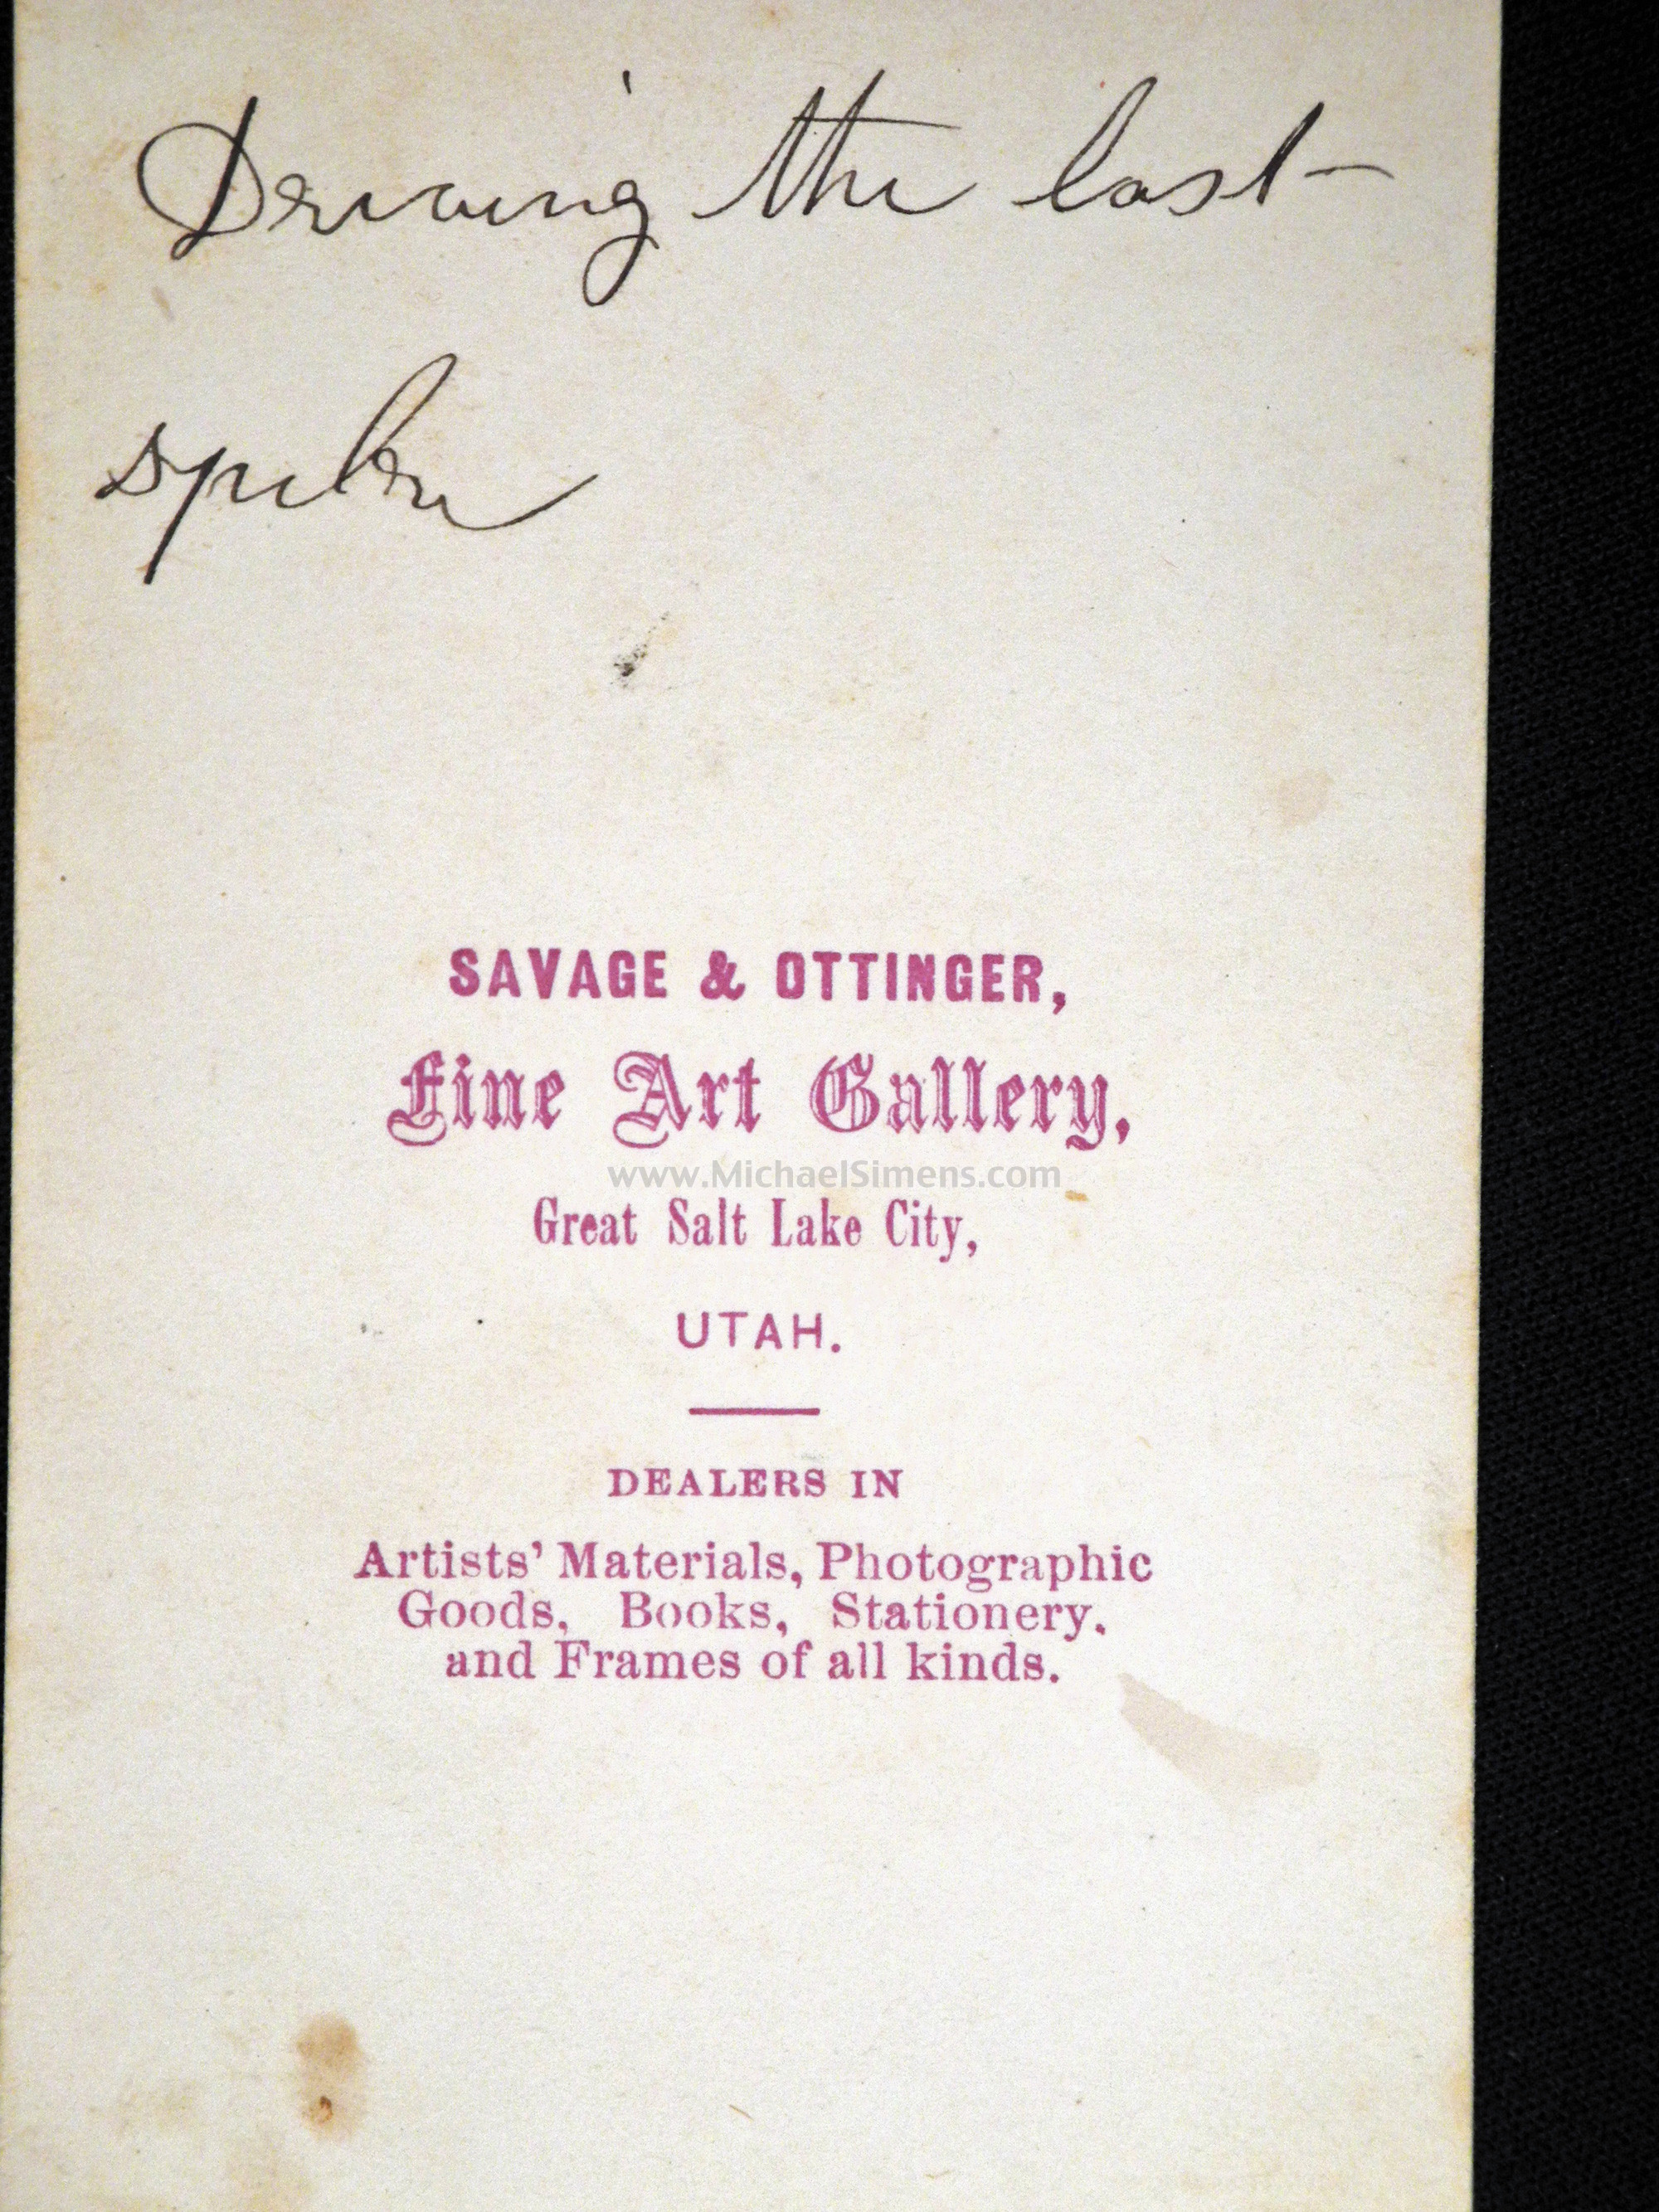 Driving the last
spike
SAVAGE & OTTINGER,
Fine Art Gallery,
www.MichaelSimens.com
Great Salt Lake City,
UTAH.
DEALERS IN
Artists' Materials, Photographic
Goods, Books, Stationery.
and Frames of all kinds.